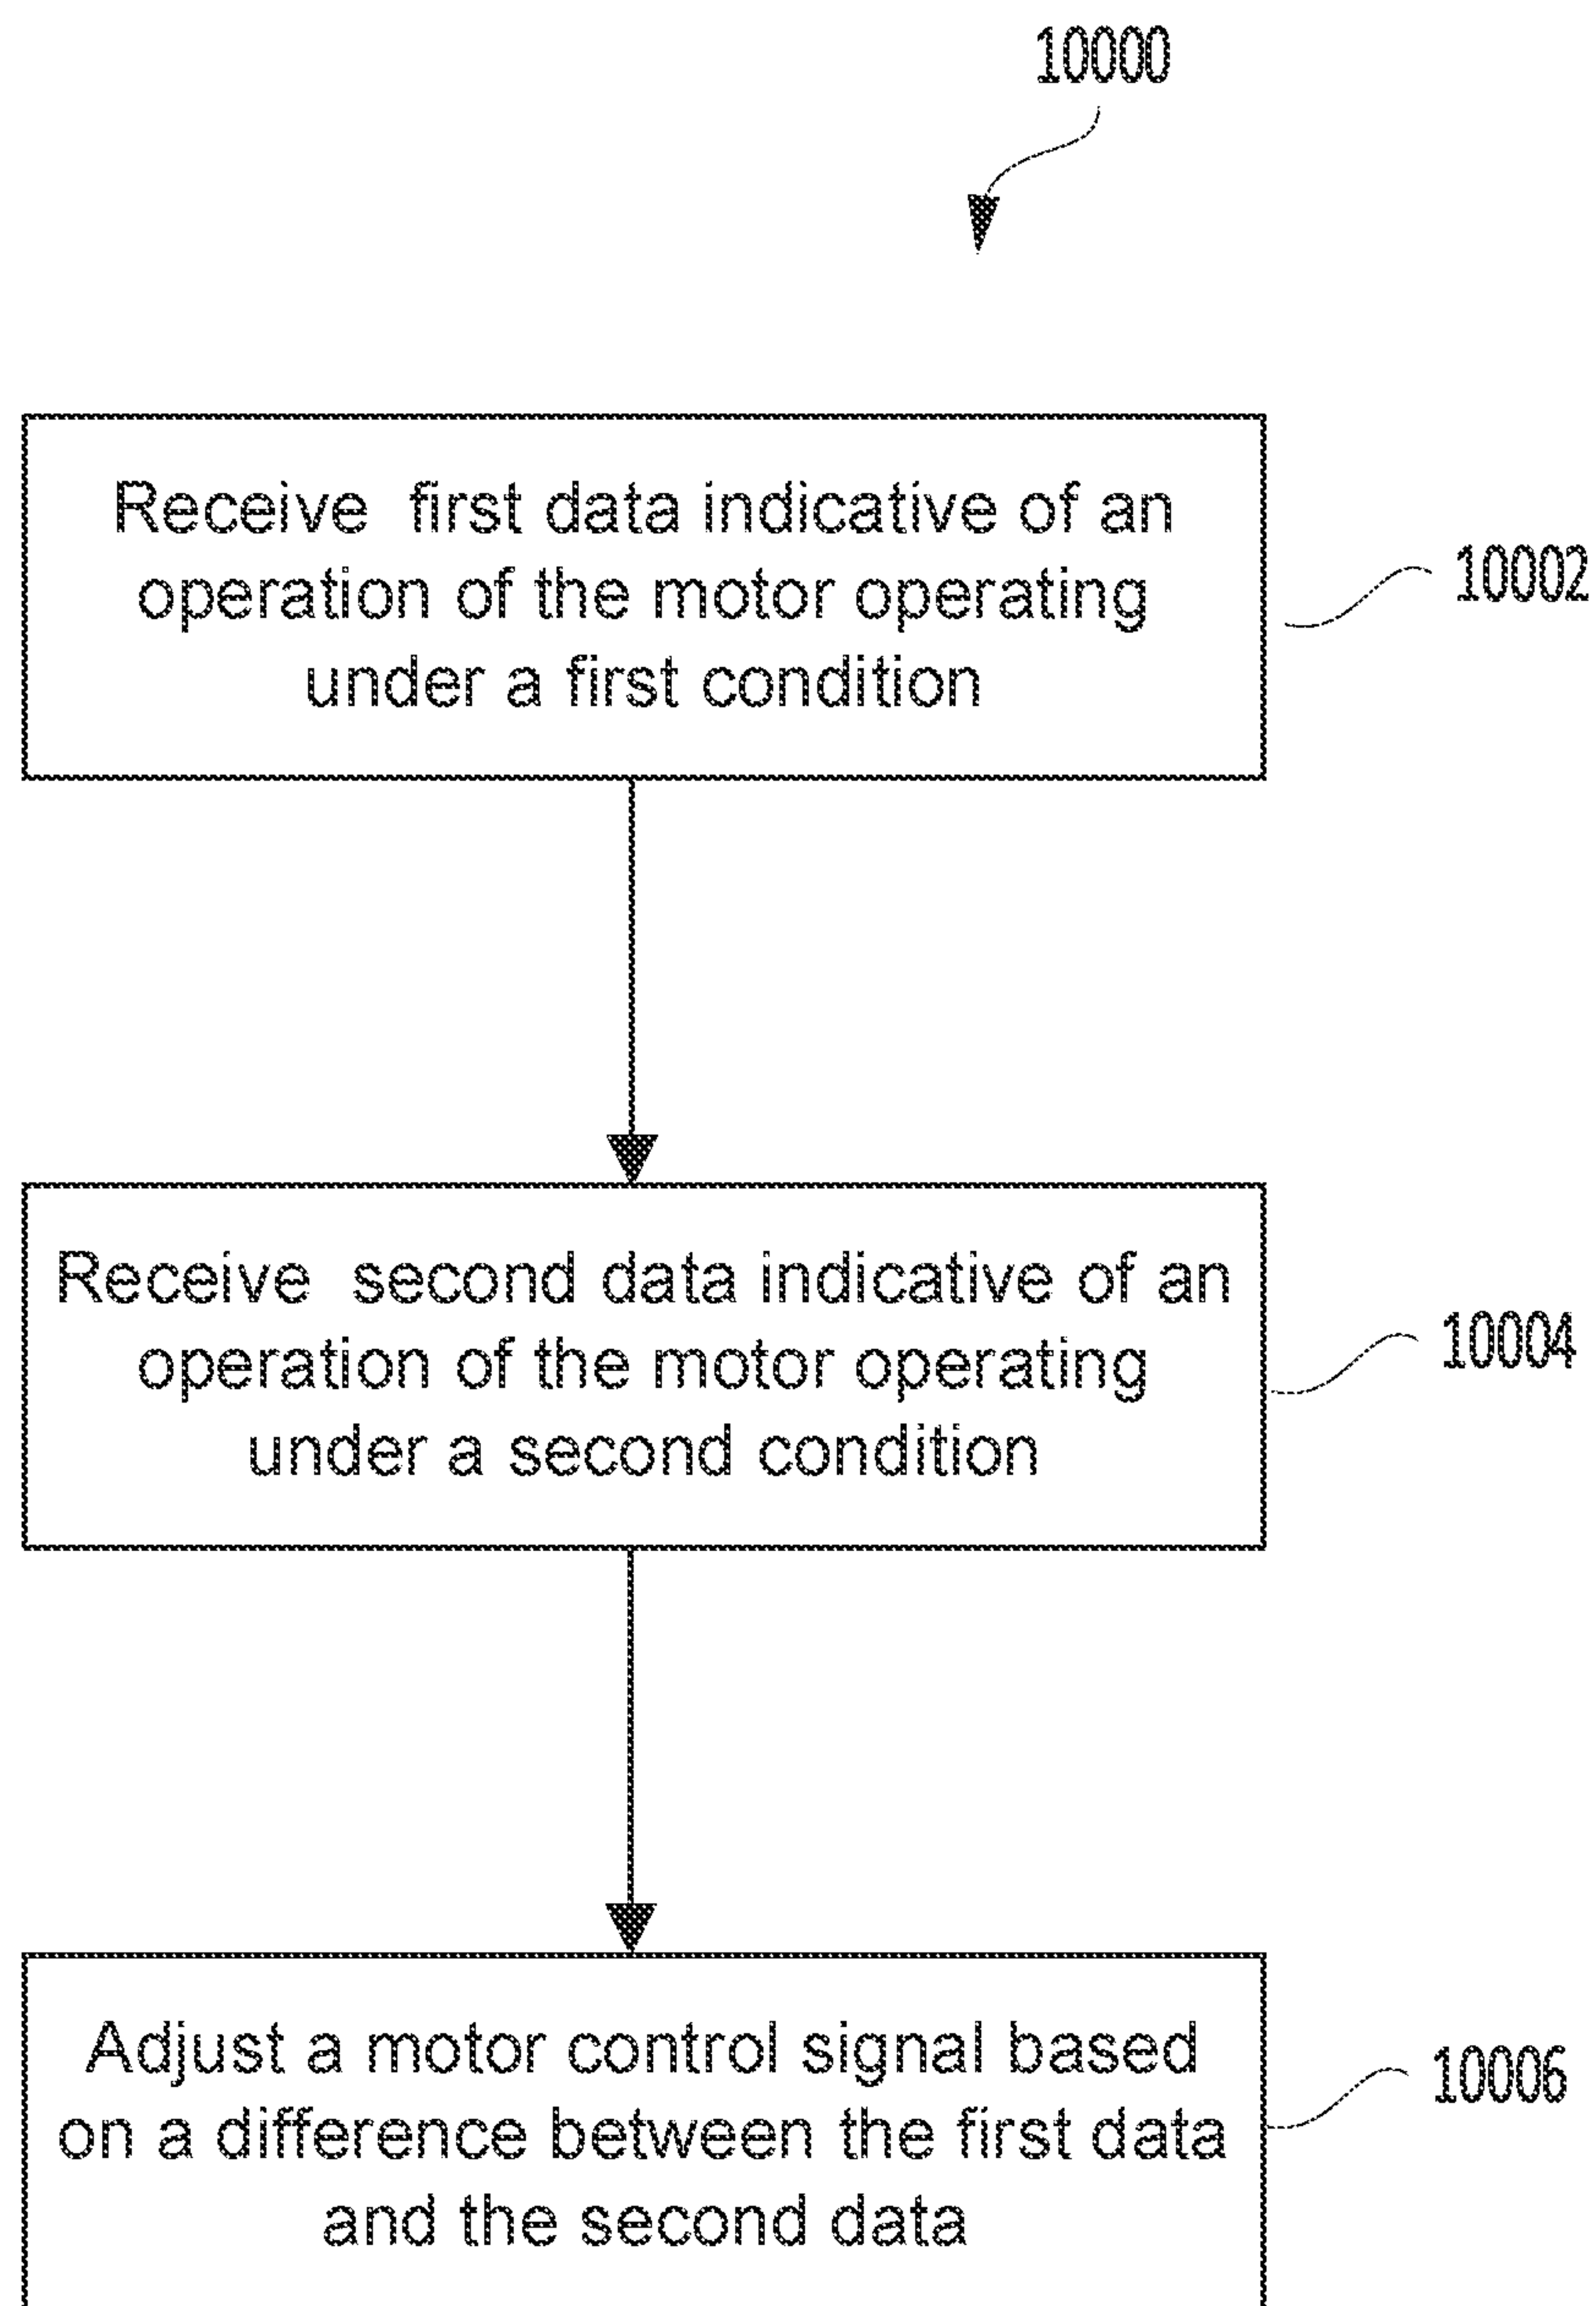 10000
Receive first data indicative of an
operation of the motor operating
under a first condition
10002
Receive second data indicative of an
operation of the motor operating
under a second condition
10004
Adjust a motor control signal based
on a difference between the first data
and the second data
10006